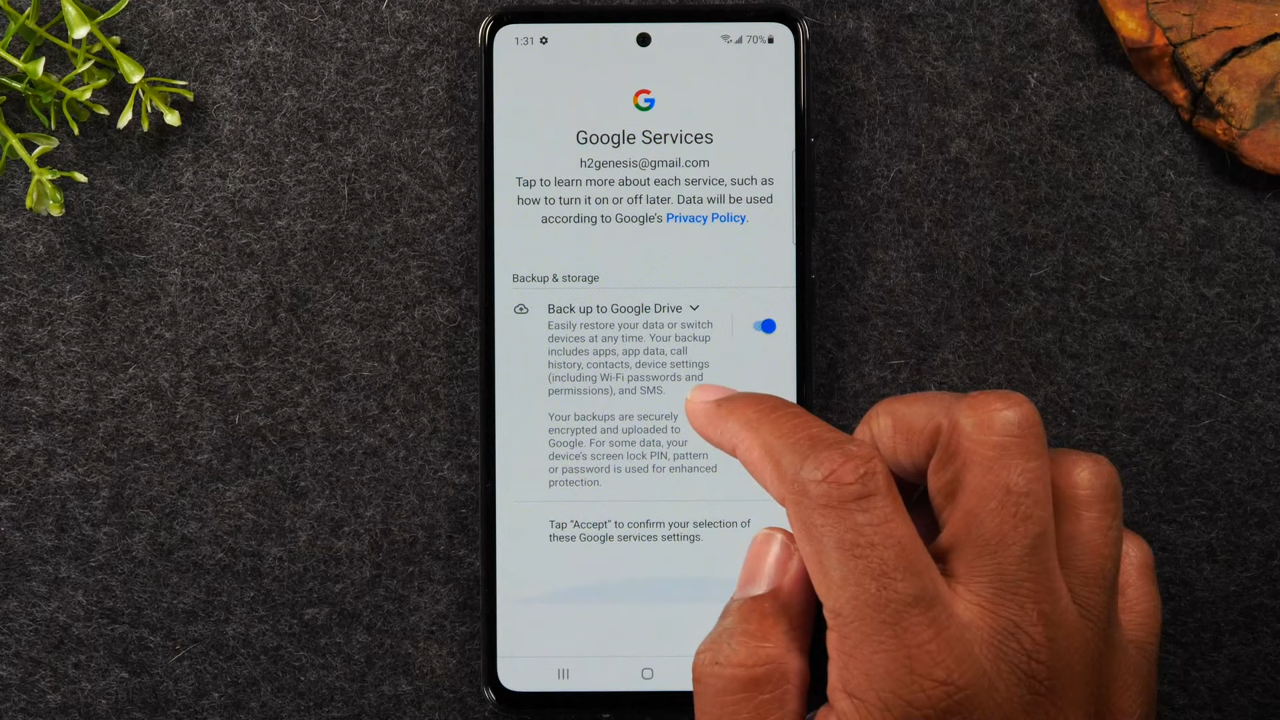 1:31
70%
G
Google Services
h2genesis@gmail.com
Tap to learn more about each service, such as
how to turn it on or off later. Data will be used
according to Google's Privacy Policy.
Backup & storage
Back up to Google Drive
Easily restore your data or switch
devices at any time. Your backup
includes apps, app data, call
history, contacts, device settings
(including Wi-Fi passwords and
permissions), and SMS.
Your backups are securely
encrypted and uploaded to
Google. For some data, your
device's screen lock PIN, pattern
or password is used for enhanced
protection.
Tap "Accept" to confirm your selection of
these Google services settings.